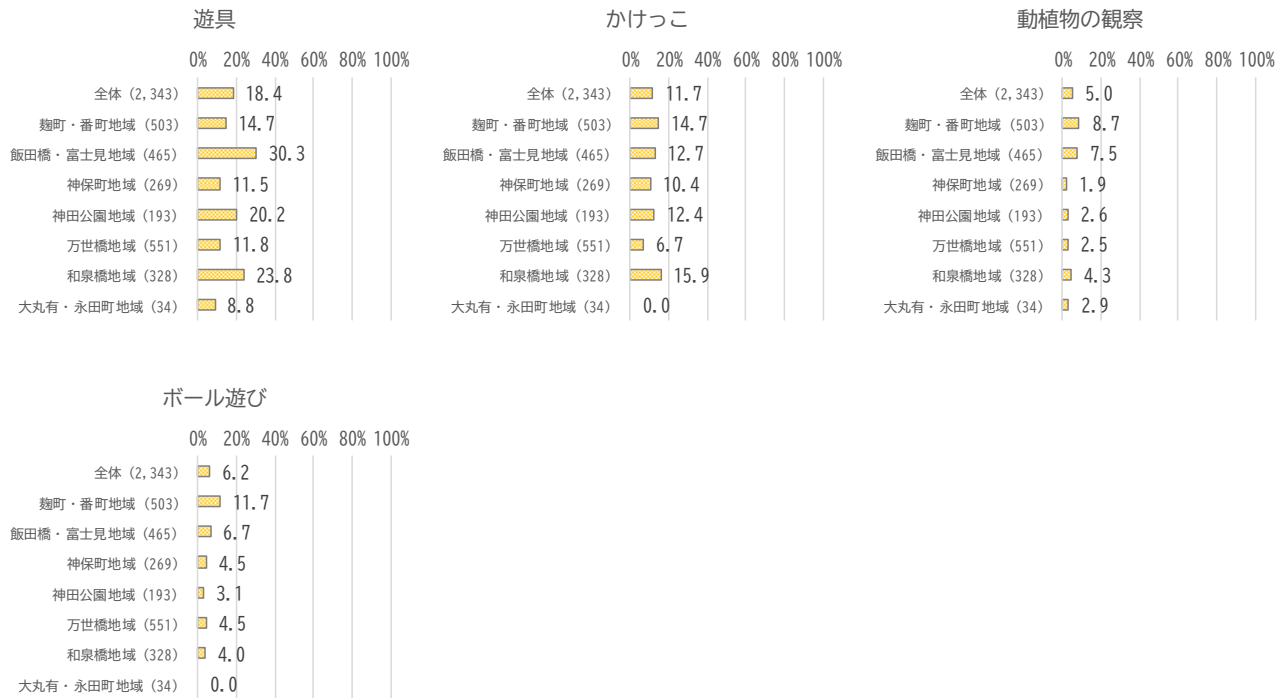 遊具
0% 20% 40% 60% 80% 100%
全体（2,343） 18.4
麹町・番町地域（503） 14.7
飯田橋・富士見地域（465） 30.3
神保町地域（269） 11.5
神田公園地域（193） 20.2
万世橋地域（551） 11.8
和泉橋地域（328） 23.8
大丸有・永田町地域（34） 8.8
かけっこ
0% 20% 40% 60% 80% 100%
全体（2,343） 11.7
麹町・番町地域（503） 14.7
飯田橋・富士見地域（465） 12.7
神保町地域（269） 10.4
神田公園地域（193） 12.4
万世橋地域（551） 6.7
和泉橋地域（328） 15.9
大丸有・永田町地域（34） 0.0
動植物の観察
0% 20% 40% 60% 80% 100%
全体（2,343） 5.0
麹町・番町地域（503） 8.7
飯田橋・富士見地域（465） 7.5
神保町地域（269） 1.9
神田公園地域（193） 2.6
万世橋地域（551） 2.5
和泉橋地域（328） 4.3
大丸有・永田町地域（34） 2.9
ボール遊び
0% 20% 40% 60% 80% 100%
全体（2,343） 6.2
麹町・番町地域（503） 11.7
飯田橋・富士見地域（465） 6.7
神保町地域（269） 4.5
神田公園地域（193） 3.1
万世橋地域（551） 4.5
和泉橋地域（328） 4.0
大丸有・永田町地域（34） 0.0